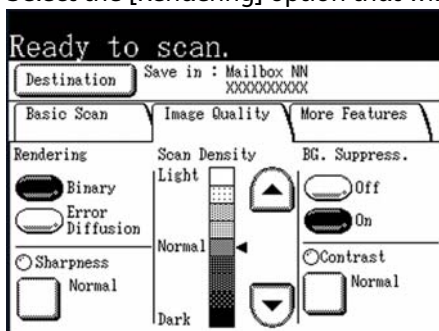 Ready to scan.
Destination Save in : Mailbox NN
XXXXXXXXXX
Basic Scan Image Quality More Features
Rendering Scan Density BG. Suppress.
Light
Binary Off
Error
Diffusion On
Normal
Sharpness Contrast
Normal Normal
Dark